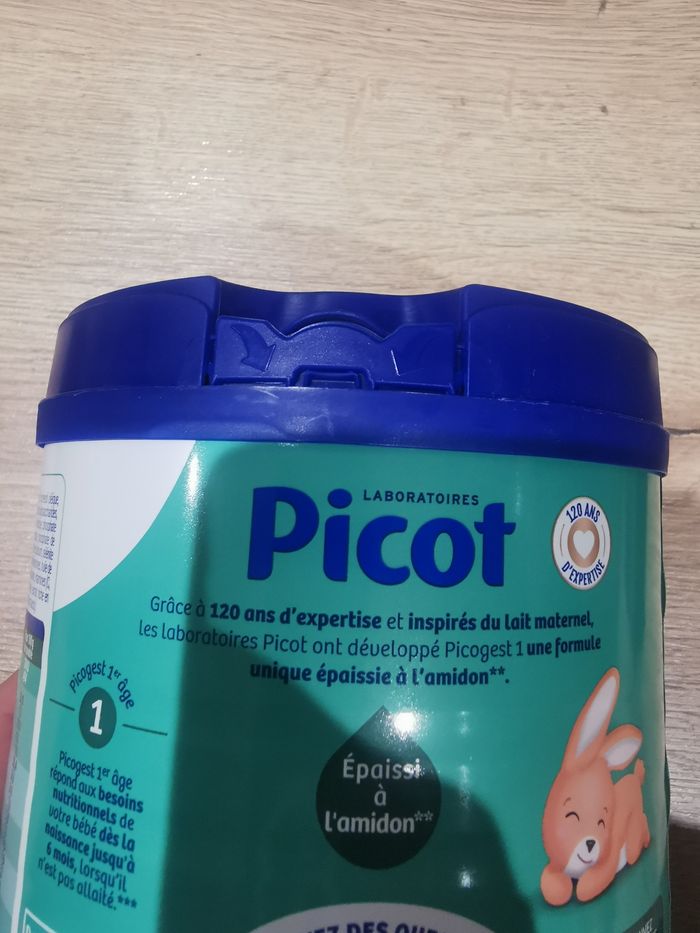 LABORATOIRES
Picot
120 ANS
D'EXPERTISE
Grâce à 120 ans d'expertise et inspirés du lait maternel,
Les laboratoires Picot ont développé Picogest 1 une formule
unique épaissie à l'amidon**.
Picogest 1er âge
1
Picogest 1er âge
répond aux besoins
nutritionnels de
votre bébé dès la
naissance jusqu'à
6 mois, lorsqu'il
n'est pas allaité.***
Épaissi
à
l'amidon**
DES